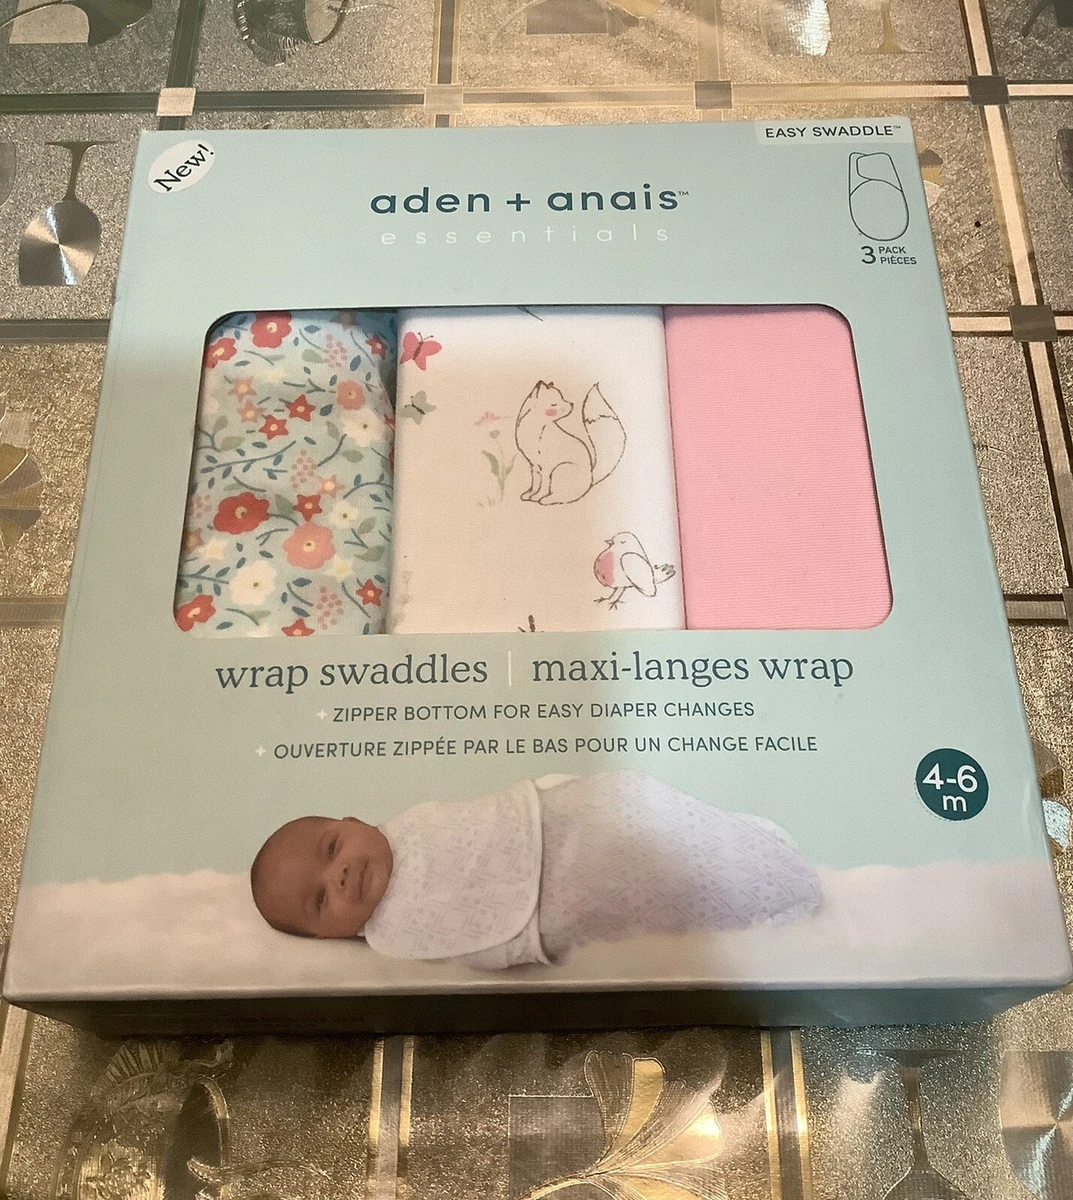 New!
EASY SWADDLE™
aden + anais™
essentials
3 PACK
PIÈCES
wrap swaddles | maxi-langes wrap
+ ZIPPER BOTTOM FOR EASY DIAPER CHANGES
+ OUVERTURE ZIPPÉE PAR LE BAS POUR UN CHANGE FACILE
4-6
m